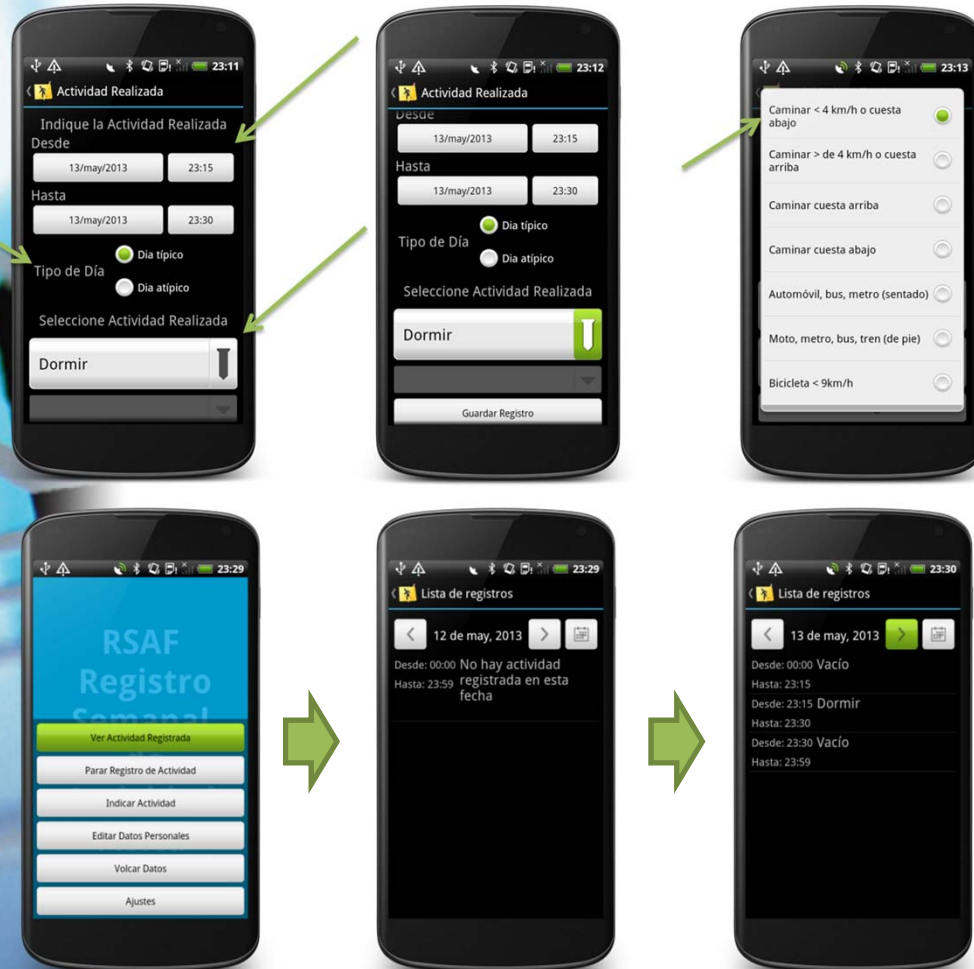 23:11
Actividad Realizada
Indique la Actividad Realizada
Desde
13/may/2013 23:15
Hasta
13/may/2013 23:30
Dia típico
Tipo de Día
Dia atípico
Seleccione Actividad Realizada
Dormir
23:12
Actividad Realizada
Desde
13/may/2013 23:15
Hasta
13/may/2013 23:30
Dia típico
Tipo de Día
Dia atípico
Seleccione Actividad Realizada
Dormir
Guardar Registro
23:13
Caminar < 4 km/h o cuesta
abajo
Caminar > de 4 km/h o cuesta
arriba
Caminar cuesta arriba
Caminar cuesta abajo
Automóvil, bus, metro (sentado)
Moto, metro, bus, tren (de pie)
Bicicleta < 9km/h
23:29
RSAF
Registro
Semanal
Ver Actividad Registrada
Parar Registro de Actividad
Indicar Actividad
Editar Datos Personales
Volcar Datos
Ajustes
23:29
Lista de registros
12 de may, 2013
Desde: 00:00 No hay actividad
Hasta: 23:59 registrada en esta
fecha
23:30
Lista de registros
13 de may, 2013
Desde: 00:00 Vacío
Hasta: 23:15
Desde: 23:15 Dormir
Hasta: 23:30
Desde: 23:30 Vacío
Hasta: 23:59